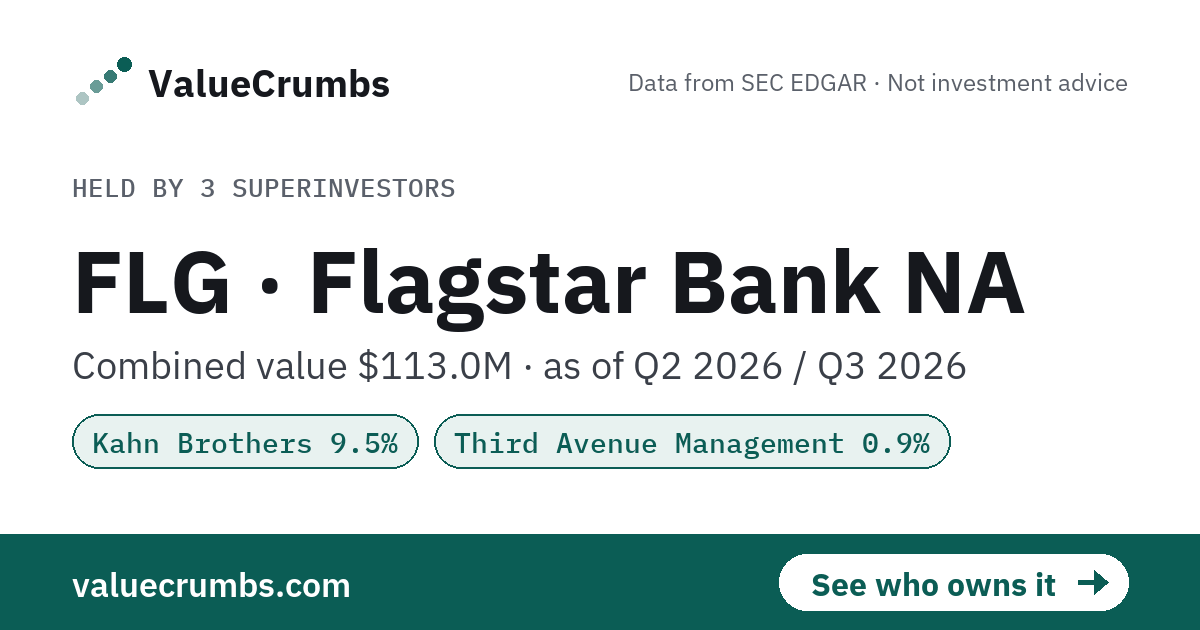 ValueCrumbs
Data from SEC EDGAR · Not investment advice
HELD BY 3 SUPERINVESTORS
FLG · Flagstar Bank NA
Combined value $113.0M · as of Q2 2026 / Q3 2026
Kahn Brothers 9.5%
Third Avenue Management 0.9%
valuecrumbs.com
See who owns it →